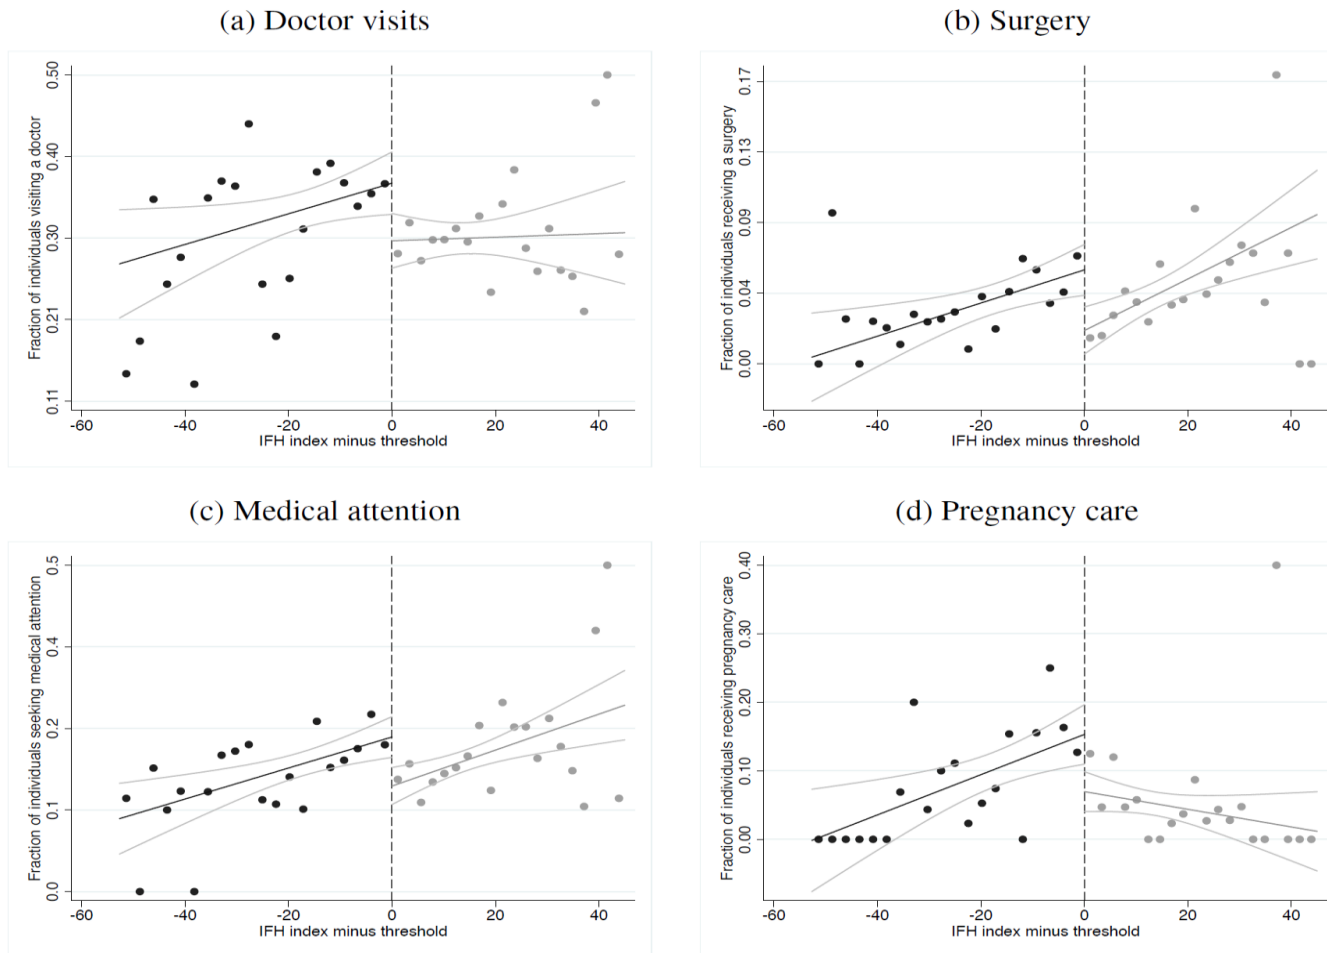 (a) Doctor visits
Fraction of individuals visiting a doctor
0.50
0.40
0.30
0.21
0.11
-60 -40 -20 0 20 40
IFH index minus threshold
(b) Surgery
Fraction of individuals receiving a surgery
0.17
0.13
0.09
0.04
0.00
-60 -40 -20 0 20 40
IFH index minus threshold
(c) Medical attention
Fraction of individuals seeking medical attention
0.5
0.4
0.2
0.1
0.0
-60 -40 -20 0 20 40
IFH index minus threshold
(d) Pregnancy care
Fraction of individuals receiving pregnancy care
0.40
0.30
0.20
0.10
0.00
-60 -40 -20 0 20 40
IFH index minus threshold